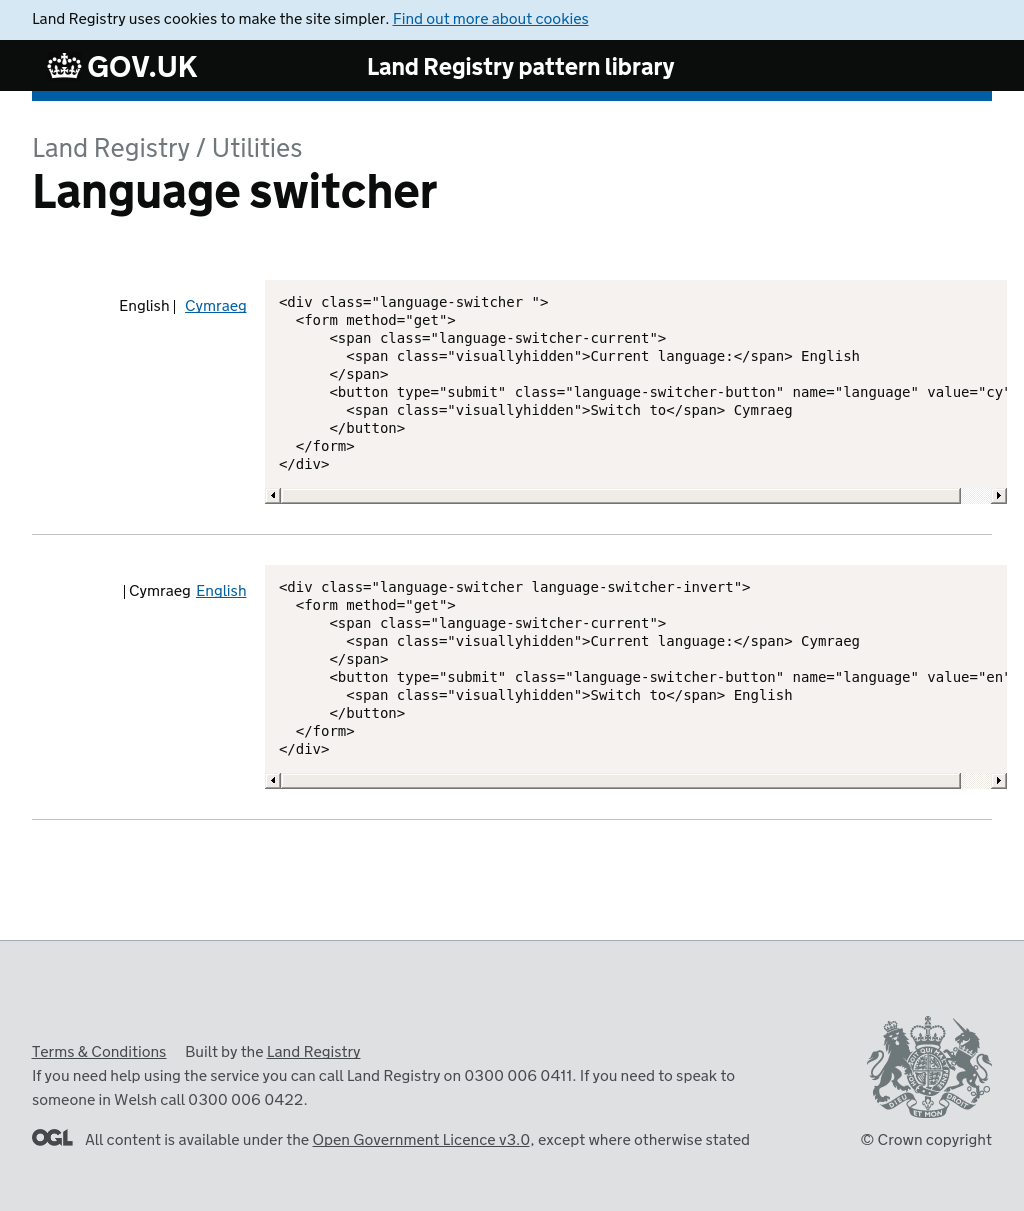 Land Registry uses cookies to make the site simpler. Find out more about cookies
GOV.UK
Land Registry pattern library
Land Registry / Utilities
Language switcher
English | Cymraeg
<div class="language-switcher ">
  <form method="get">
      <span class="language-switcher-current">
        <span class="visuallyhidden">Current language:</span> English
      </span>
      <button type="submit" class="language-switcher-button" name="language" value="cy"
        <span class="visuallyhidden">Switch to</span> Cymraeg
      </button>
  </form>
</div>
| Cymraeg English
<div class="language-switcher language-switcher-invert">
  <form method="get">
      <span class="language-switcher-current">
        <span class="visuallyhidden">Current language:</span> Cymraeg
      </span>
      <button type="submit" class="language-switcher-button" name="language" value="en"
        <span class="visuallyhidden">Switch to</span> English
      </button>
  </form>
</div>
Terms & Conditions Built by the Land Registry
If you need help using the service you can call Land Registry on 0300 006 0411. If you need to speak to
someone in Welsh call 0300 006 0422.
OGL All content is available under the Open Government Licence v3.0, except where otherwise stated
DIEU ET MON DROIT
© Crown copyright